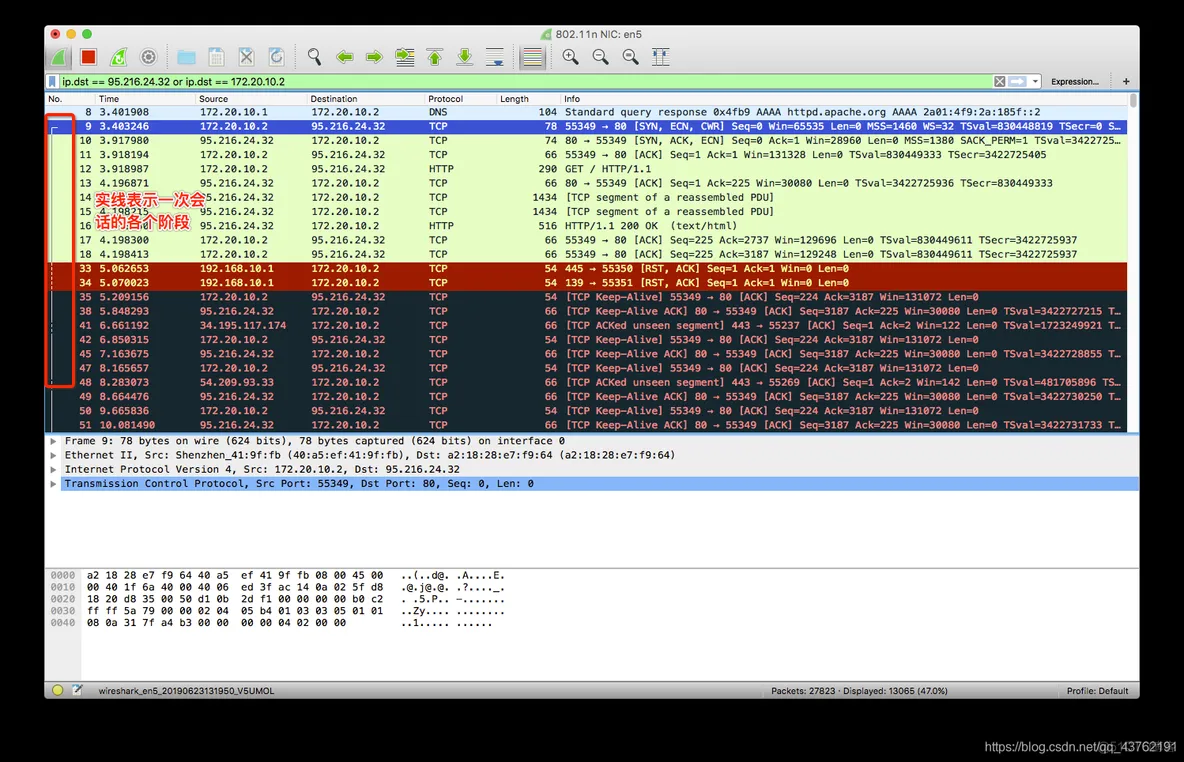 802.11n NIC: en5
ip.dst == 95.216.24.32 or ip.dst == 172.20.10.2 Expression... +
No. Time Source Destination Protocol Length Info
8 3.401908 172.20.10.1 172.20.10.2 DNS 104 Standard query response 0x4fb9 AAAA httpd.apache.org AAAA 2a01:4f9:2a:185f::2
9 3.403246 172.20.10.2 95.216.24.32 TCP 78 55349 → 80 [SYN, ECN, CWR] Seq=0 Win=65535 Len=0 MSS=1460 WS=32 TSval=830448819 TSecr=0 S…
10 3.917980 95.216.24.32 172.20.10.2 TCP 74 80 → 55349 [SYN, ACK, ECN] Seq=0 Ack=1 Win=28960 Len=0 MSS=1380 SACK_PERM=1 TSval=3422725…
11 3.918194 172.20.10.2 95.216.24.32 TCP 66 55349 → 80 [ACK] Seq=1 Ack=1 Win=131328 Len=0 TSval=830449333 TSecr=3422725405
12 3.918987 172.20.10.2 95.216.24.32 HTTP 290 GET / HTTP/1.1
13 4.196871 95.216.24.32 172.20.10.2 TCP 66 80 → 55349 [ACK] Seq=1 Ack=225 Win=30080 Len=0 TSval=3422725936 TSecr=830449333
14 95.216.24.32 172.20.10.2 TCP 1434 [TCP segment of a reassembled PDU]
实线表示一次会
15 4.198215 95.216.24.32 172.20.10.2 TCP 1434 [TCP segment of a reassembled PDU]
话的各个阶段
16 95.216.24.32 172.20.10.2 HTTP 516 HTTP/1.1 200 OK (text/html)
17 4.198300 172.20.10.2 95.216.24.32 TCP 66 55349 → 80 [ACK] Seq=225 Ack=2737 Win=129696 Len=0 TSval=830449611 TSecr=3422725937
18 4.198413 172.20.10.2 95.216.24.32 TCP 66 55349 → 80 [ACK] Seq=225 Ack=3187 Win=129248 Len=0 TSval=830449611 TSecr=3422725937
33 5.062653 192.168.10.1 172.20.10.2 TCP 54 445 → 55350 [RST, ACK] Seq=1 Ack=1 Win=0 Len=0
34 5.070023 192.168.10.1 172.20.10.2 TCP 54 139 → 55351 [RST, ACK] Seq=1 Ack=1 Win=0 Len=0
35 5.209156 172.20.10.2 95.216.24.32 TCP 54 [TCP Keep-Alive] 55349 → 80 [ACK] Seq=224 Ack=3187 Win=131072 Len=0
38 5.848293 95.216.24.32 172.20.10.2 TCP 66 [TCP Keep-Alive ACK] 80 → 55349 [ACK] Seq=3187 Ack=225 Win=30080 Len=0 TSval=3422727215 T…
41 6.661192 34.195.117.174 172.20.10.2 TCP 66 [TCP ACKed unseen segment] 443 → 55237 [ACK] Seq=1 Ack=2 Win=122 Len=0 TSval=1723249921 T…
42 6.850315 172.20.10.2 95.216.24.32 TCP 54 [TCP Keep-Alive] 55349 → 80 [ACK] Seq=224 Ack=3187 Win=131072 Len=0
45 7.163675 95.216.24.32 172.20.10.2 TCP 66 [TCP Keep-Alive ACK] 80 → 55349 [ACK] Seq=3187 Ack=225 Win=30080 Len=0 TSval=3422728855 T…
47 8.165657 172.20.10.2 95.216.24.32 TCP 54 [TCP Keep-Alive] 55349 → 80 [ACK] Seq=224 Ack=3187 Win=131072 Len=0
48 8.283073 54.209.93.33 172.20.10.2 TCP 66 [TCP ACKed unseen segment] 443 → 55269 [ACK] Seq=1 Ack=2 Win=142 Len=0 TSval=481705896 TS…
49 8.664476 95.216.24.32 172.20.10.2 TCP 66 [TCP Keep-Alive ACK] 80 → 55349 [ACK] Seq=3187 Ack=225 Win=30080 Len=0 TSval=3422730250 T…
50 9.665836 172.20.10.2 95.216.24.32 TCP 54 [TCP Keep-Alive] 55349 → 80 [ACK] Seq=224 Ack=3187 Win=131072 Len=0
51 10.081490 95.216.24.32 172.20.10.2 TCP 66 [TCP Keep-Alive ACK] 80 → 55349 [ACK] Seq=3187 Ack=225 Win=30080 Len=0 TSval=3422731733 T…
Frame 9: 78 bytes on wire (624 bits), 78 bytes captured (624 bits) on interface 0
Ethernet II, Src: Shenzhen_41:9f:fb (40:a5:ef:41:9f:fb), Dst: a2:18:28:e7:f9:64 (a2:18:28:e7:f9:64)
Internet Protocol Version 4, Src: 172.20.10.2, Dst: 95.216.24.32
Transmission Control Protocol, Src Port: 55349, Dst Port: 80, Seq: 0, Len: 0
0000 a2 18 28 e7 f9 64 40 a5 ef 41 9f fb 08 00 45 00 ..(..d@. .A....E.
0010 00 40 1f 6a 40 00 40 06 ed 3f ac 14 0a 02 5f d8 .@.j@.@. .?...._.
0020 18 20 d8 35 00 50 d1 0b 2d f1 00 00 00 00 b0 c2 . .5.P.. -.......
0030 ff ff 5a 79 00 00 02 04 05 b4 01 03 03 05 01 01 ..Zy.... ........
0040 08 0a 31 7f a4 b3 00 00 00 00 04 02 00 00 ..1..... ......
wireshark_en5_20190623131950_V5UMOL Packets: 27823 · Displayed: 13065 (47.0%) Profile: Default
https://blog.csdn.net/qq_43762191